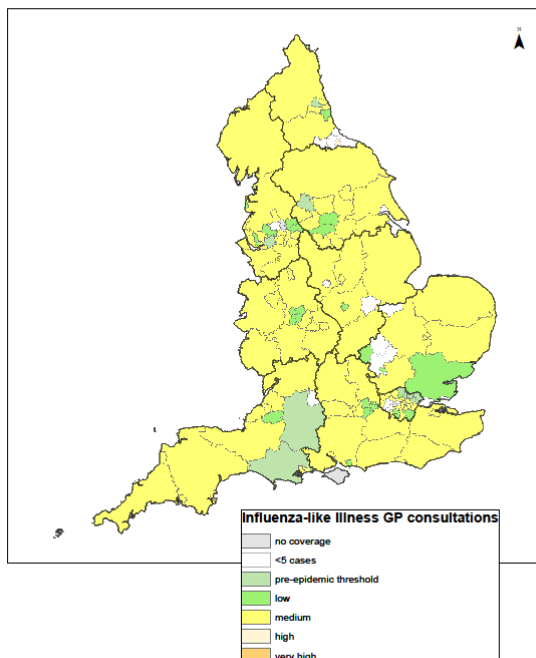 Influenza-like Illness GP consultations
no coverage
<5 cases
pre-epidemic threshold
low
medium
high
very high